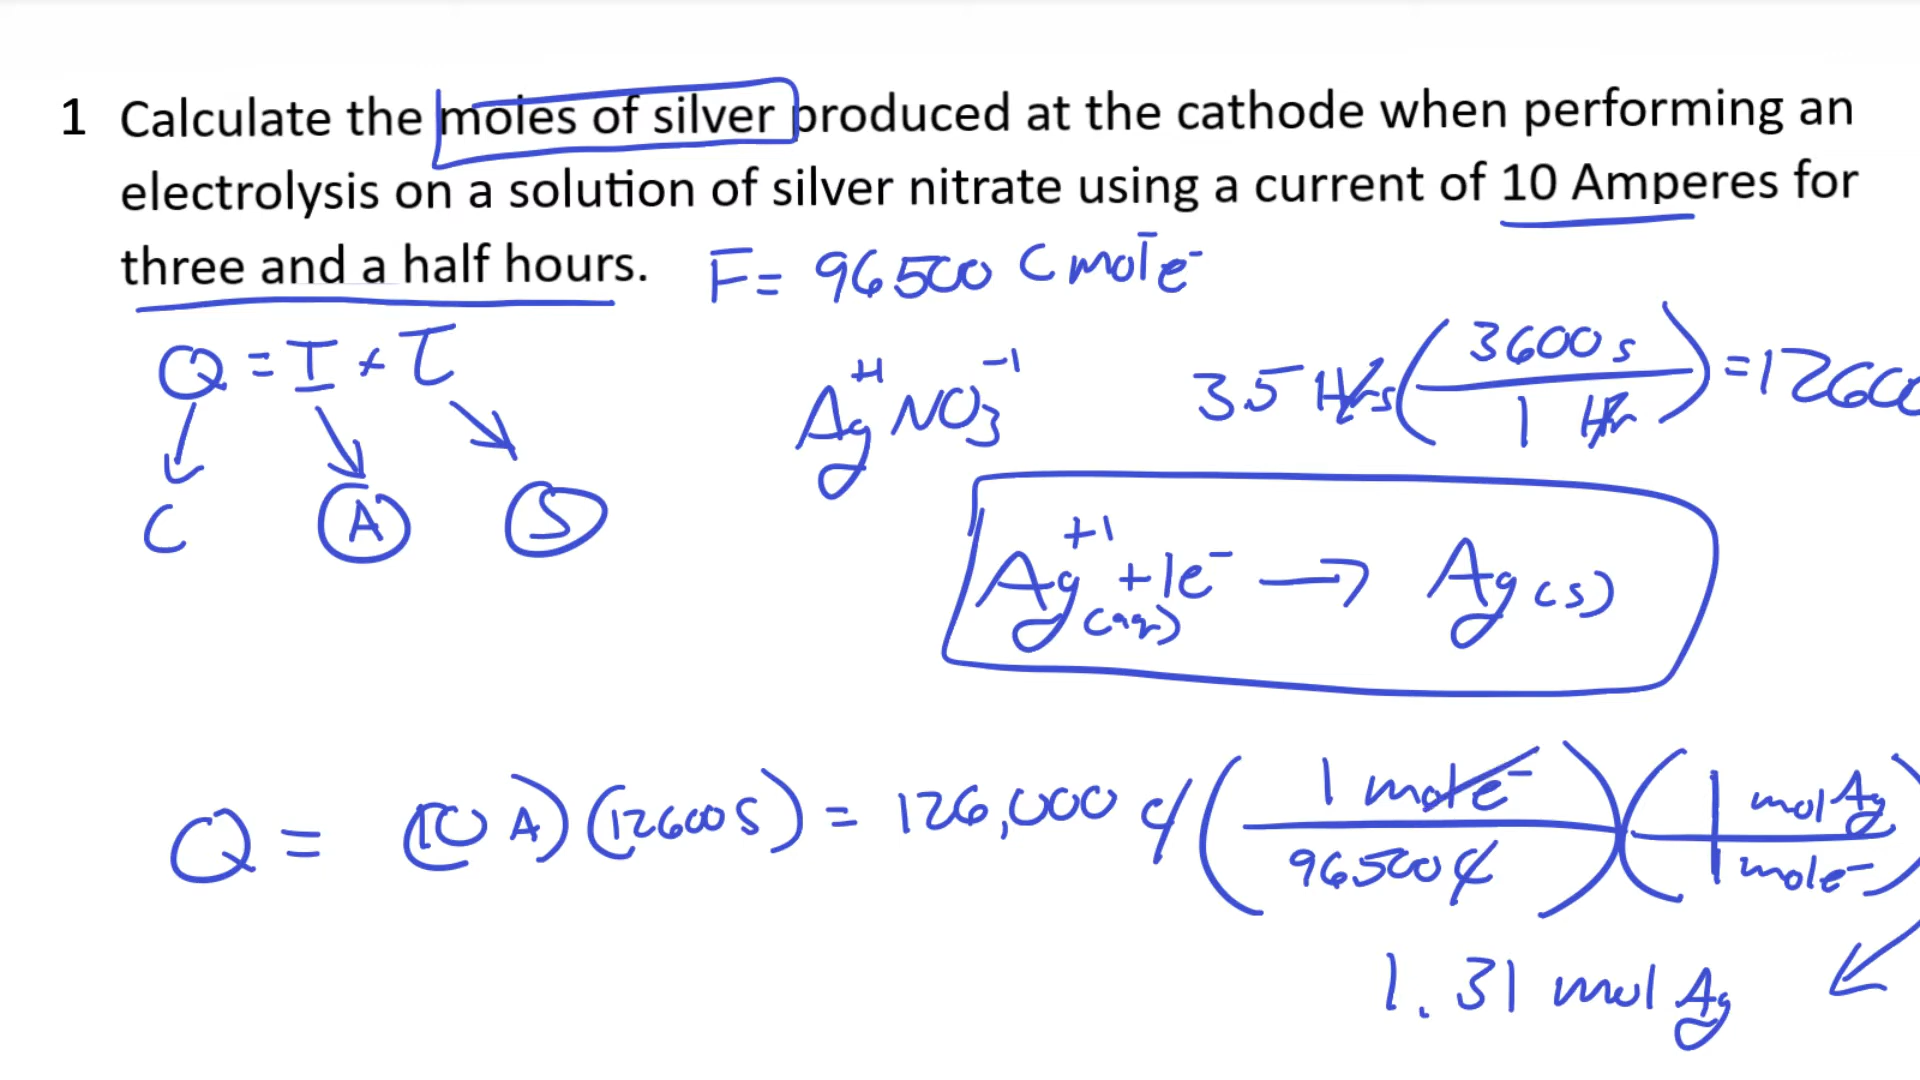 1 Calculate the moles of silver produced at the cathode when performing an
electrolysis on a solution of silver nitrate using a current of 10 Amperes for
three and a half hours. F = 96500 C mol e⁻
Q = I × t
C A S
Ag⁺¹ NO₃⁻¹
3.5 Hrs (3600 s / 1 Hr) = 12600
Ag⁺¹(aq) + 1e⁻ → Ag(s)
Q = (10 A)(12600 s) = 126,000 C (1 mol e⁻ / 96500 C)(1 mol Ag / 1 mol e⁻)
1.31 mol Ag